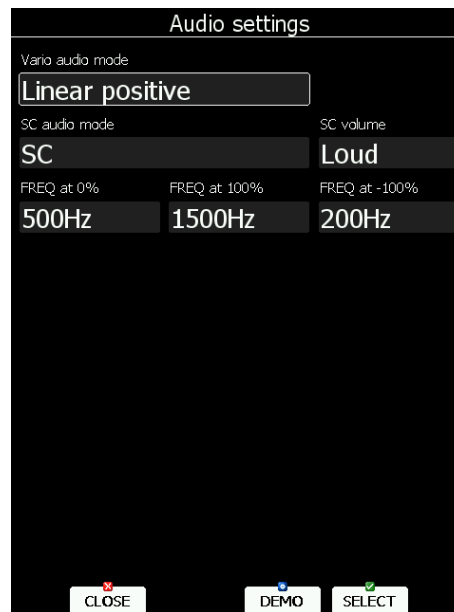 Audio settings
Vario audio mode
Linear positive
SC audio mode SC volume
SC Loud
FREQ at 0% FREQ at 100% FREQ at -100%
500Hz 1500Hz 200Hz
CLOSE DEMO SELECT